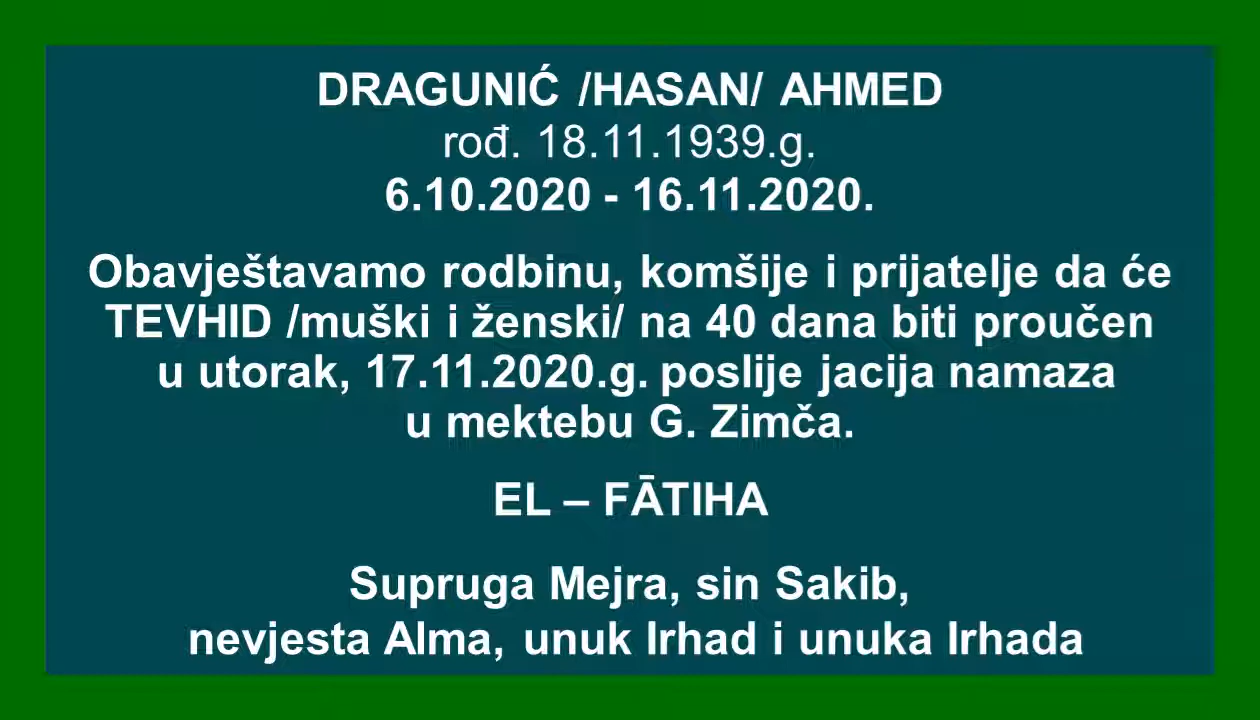 DRAGUNIĆ /HASAN/ AHMED
rođ. 18.11.1939.g.
6.10.2020 - 16.11.2020.
Obavještavamo rodbinu, komšije i prijatelje da će
TEVHID /muški i ženski/ na 40 dana biti proučen
u utorak, 17.11.2020.g. poslije jacija namaza
u mektebu G. Zimča.
EL – FĀTIHA
Supruga Mejra, sin Sakib,
nevjesta Alma, unuk Irhad i unuka Irhada